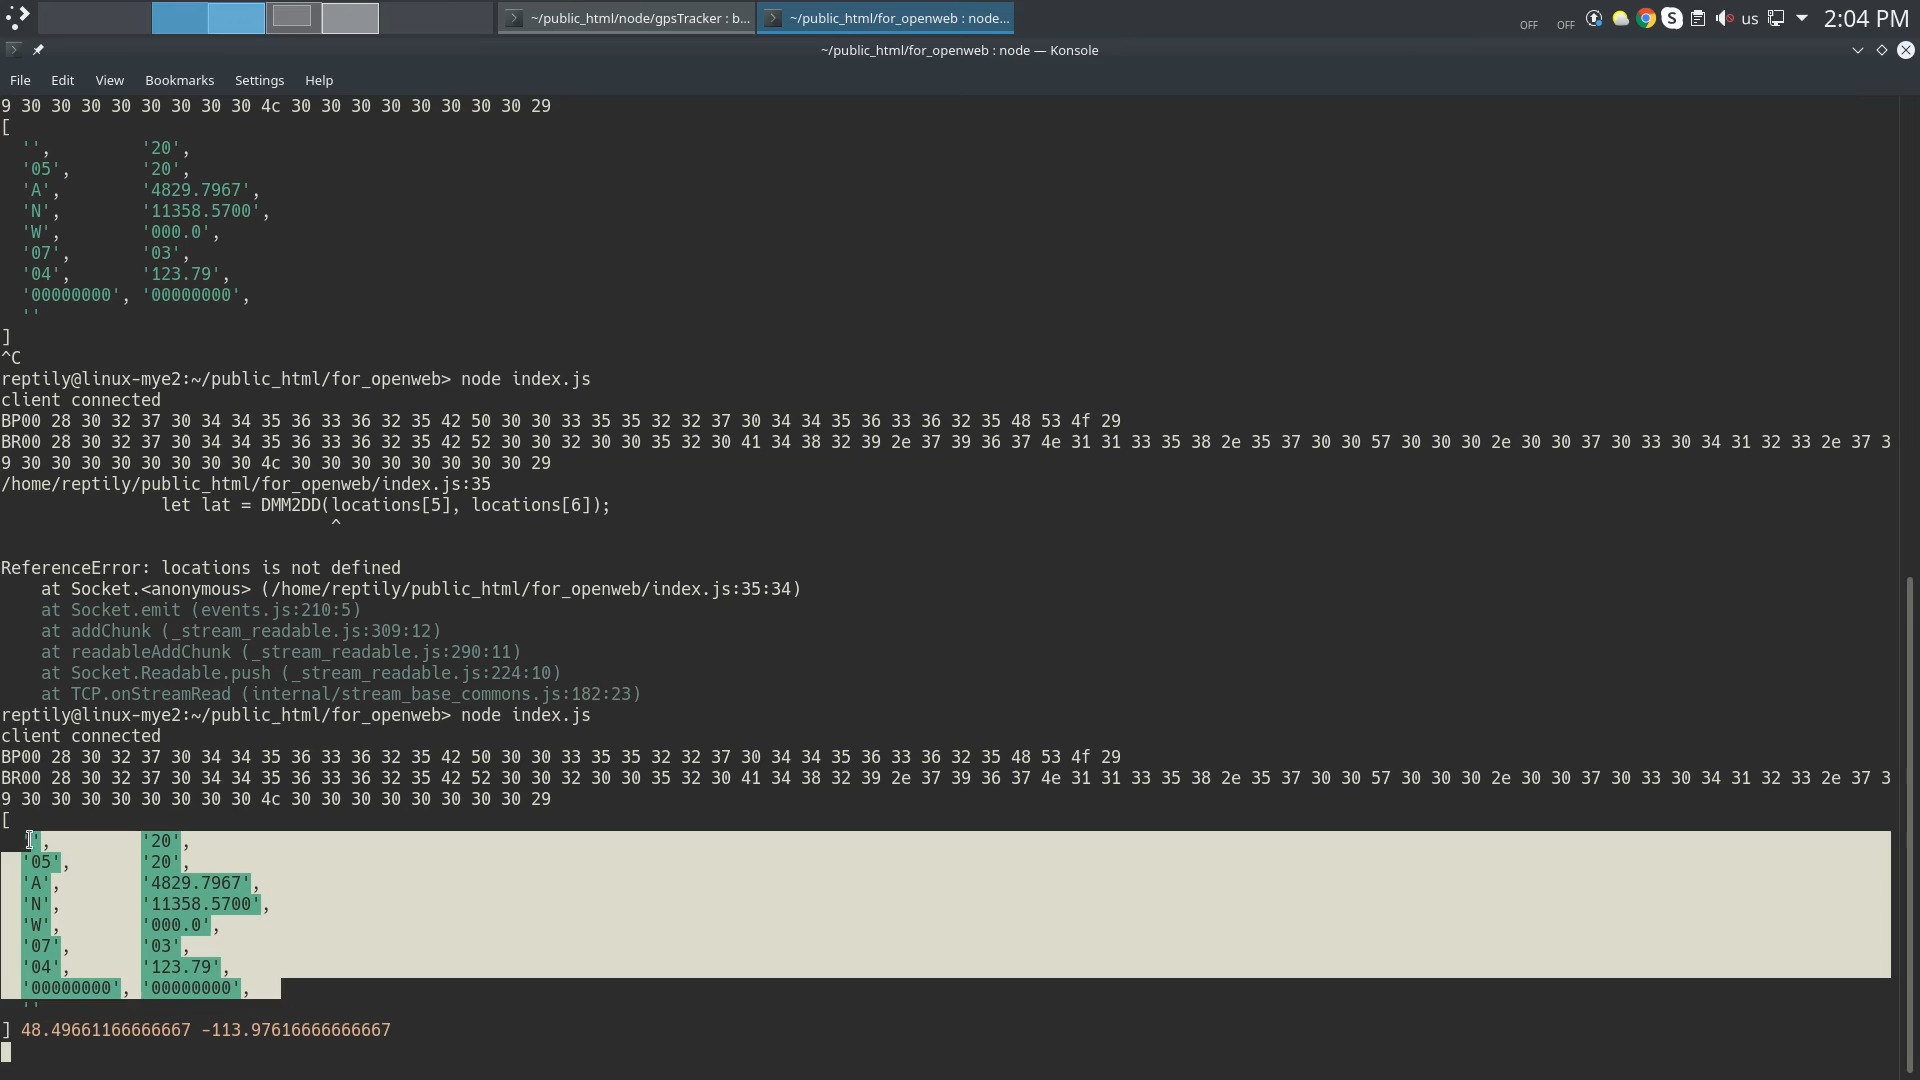 ~/public_html/node/gpsTracker : b...
~/public_html/for_openweb : node...
OFF
OFF
S
us
2:04 PM
~/public_html/for_openweb : node — Konsole
File Edit View Bookmarks Settings Help
9 30 30 30 30 30 30 30 30 4c 30 30 30 30 30 30 30 30 29
[
'', '20',
'05', '20',
'A', '4829.7967',
'N', '11358.5700',
'W', '000.0',
'07', '03',
'04', '123.79',
'00000000', '00000000',
''
]
^C
reptily@linux-mye2:~/public_html/for_openweb> node index.js
client connected
BP00 28 30 32 37 30 34 34 35 36 33 36 32 35 42 50 30 30 33 35 35 32 32 37 30 34 34 35 36 33 36 32 35 48 53 4f 29
BR00 28 30 32 37 30 34 34 35 36 33 36 32 35 42 52 30 30 32 30 30 35 32 30 41 34 38 32 39 2e 37 39 36 37 4e 31 31 33 35 38 2e 35 37 30 30 57 30 30 30 2e 30 30 37 30 33 30 34 31 32 33 2e 37 3
9 30 30 30 30 30 30 30 30 4c 30 30 30 30 30 30 30 30 29
/home/reptily/public_html/for_openweb/index.js:35
let lat = DMM2DD(locations[5], locations[6]);
^
ReferenceError: locations is not defined
at Socket.<anonymous> (/home/reptily/public_html/for_openweb/index.js:35:34)
at Socket.emit (events.js:210:5)
at addChunk (_stream_readable.js:309:12)
at readableAddChunk (_stream_readable.js:290:11)
at Socket.Readable.push (_stream_readable.js:224:10)
at TCP.onStreamRead (internal/stream_base_commons.js:182:23)
reptily@linux-mye2:~/public_html/for_openweb> node index.js
client connected
BP00 28 30 32 37 30 34 34 35 36 33 36 32 35 42 50 30 30 33 35 35 32 32 37 30 34 34 35 36 33 36 32 35 48 53 4f 29
BR00 28 30 32 37 30 34 34 35 36 33 36 32 35 42 52 30 30 32 30 30 35 32 30 41 34 38 32 39 2e 37 39 36 37 4e 31 31 33 35 38 2e 35 37 30 30 57 30 30 30 2e 30 30 37 30 33 30 34 31 32 33 2e 37 3
9 30 30 30 30 30 30 30 30 4c 30 30 30 30 30 30 30 30 29
[
'', '20',
'05', '20',
'A', '4829.7967',
'N', '11358.5700',
'W', '000.0',
'07', '03',
'04', '123.79',
'00000000', '00000000',
''
] 48.49661166666667 -113.97616666666667